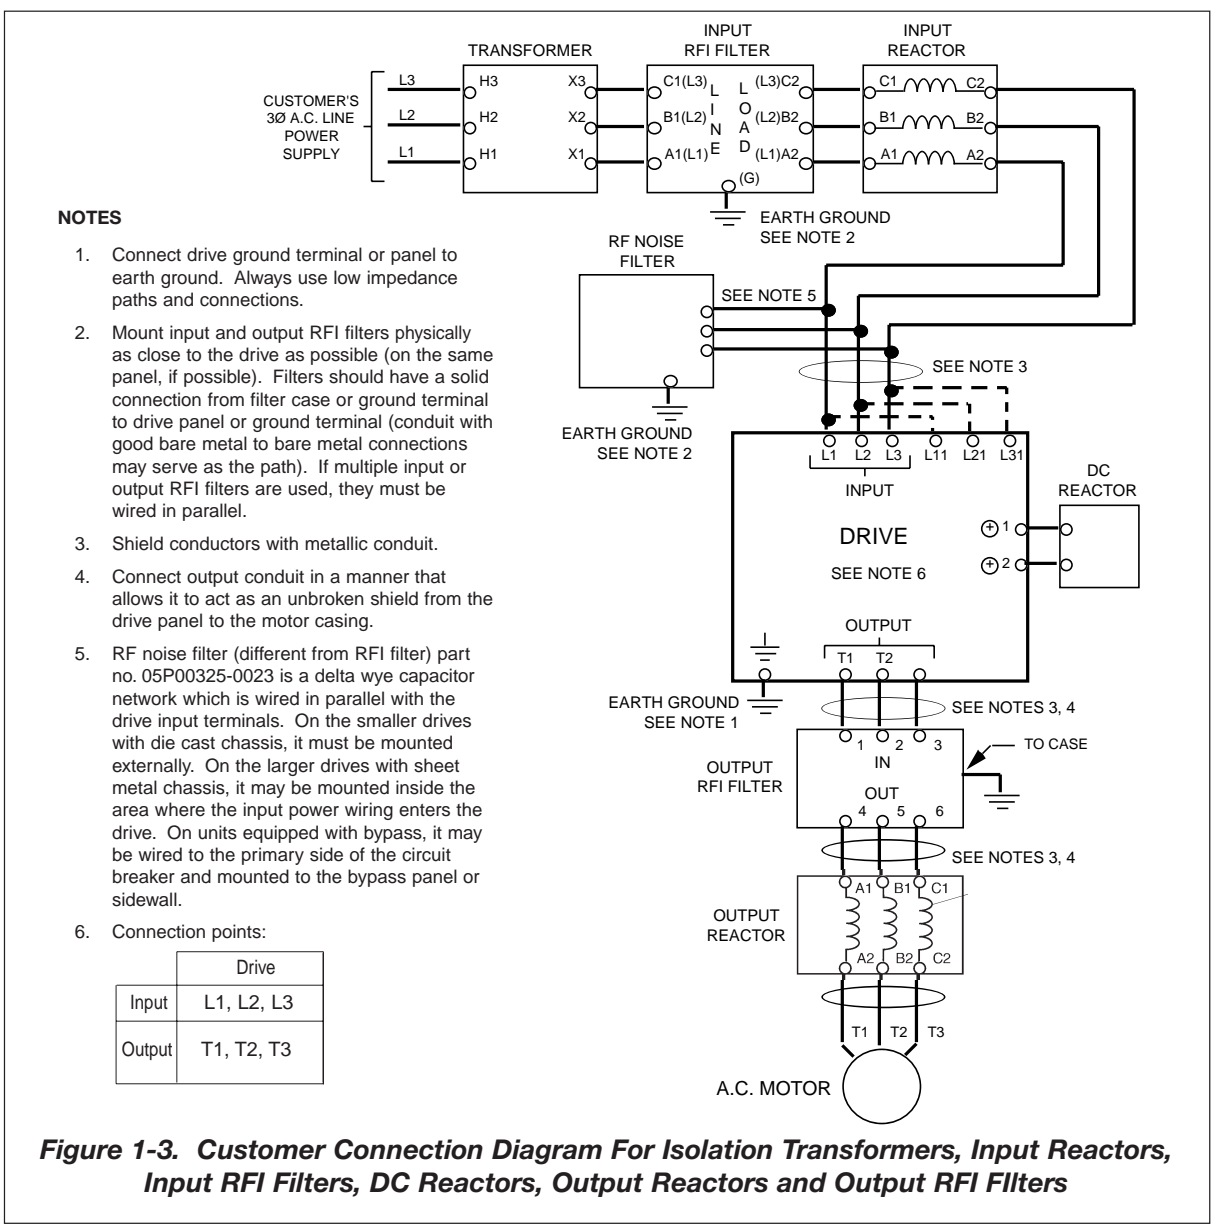 INPUT
RFI FILTER
INPUT
REACTOR
TRANSFORMER
CUSTOMER'S
3Ø A.C. LINE
POWER
SUPPLY
L3
L2
L1
H3
H2
H1
X3
X2
X1
C1(L3)
B1(L2)
A1(L1)
LINE
LOAD
(L3)C2
(L2)B2
(L1)A2
(G)
C1
C2
B1
B2
A1
A2
EARTH GROUND
SEE NOTE 2
NOTES
1. Connect drive ground terminal or panel to
earth ground. Always use low impedance
paths and connections.
2. Mount input and output RFI filters physically
as close to the drive as possible (on the same
panel, if possible). Filters should have a solid
connection from filter case or ground terminal
to drive panel or ground terminal (conduit with
good bare metal to bare metal connections
may serve as the path). If multiple input or
output RFI filters are used, they must be
wired in parallel.
3. Shield conductors with metallic conduit.
4. Connect output conduit in a manner that
allows it to act as an unbroken shield from the
drive panel to the motor casing.
5. RF noise filter (different from RFI filter) part
no. 05P00325-0023 is a delta wye capacitor
network which is wired in parallel with the
drive input terminals. On the smaller drives
with die cast chassis, it must be mounted
externally. On the larger drives with sheet
metal chassis, it may be mounted inside the
area where the input power wiring enters the
drive. On units equipped with bypass, it may
be wired to the primary side of the circuit
breaker and mounted to the bypass panel or
sidewall.
6. Connection points:
Drive
Input L1, L2, L3
Output T1, T2, T3
RF NOISE
FILTER
SEE NOTE 5
SEE NOTE 3
EARTH GROUND
SEE NOTE 2
L1 L2 L3 L11 L21 L31
INPUT
DC
REACTOR
DRIVE
SEE NOTE 6
+ 1
+ 2
OUTPUT
T1 T2
EARTH GROUND
SEE NOTE 1
SEE NOTES 3, 4
1 2 3
IN
TO CASE
OUTPUT
RFI FILTER
OUT
4 5 6
SEE NOTES 3, 4
A1 B1 C1
OUTPUT
REACTOR
A2 B2 C2
T1 T2 T3
A.C. MOTOR
Figure 1-3. Customer Connection Diagram For Isolation Transformers, Input Reactors,
Input RFI Filters, DC Reactors, Output Reactors and Output RFI FIlters